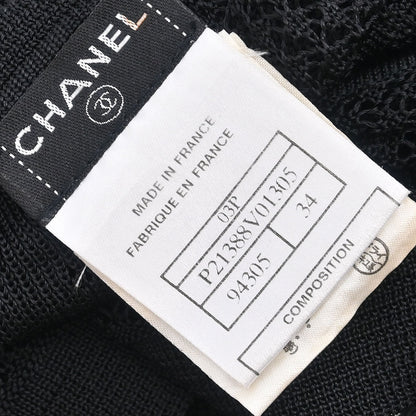 CHANEL
MADE IN FRANCE
FABRIQUE EN FRANCE
03P
P21388V01305
94305 34
COMPOSITION